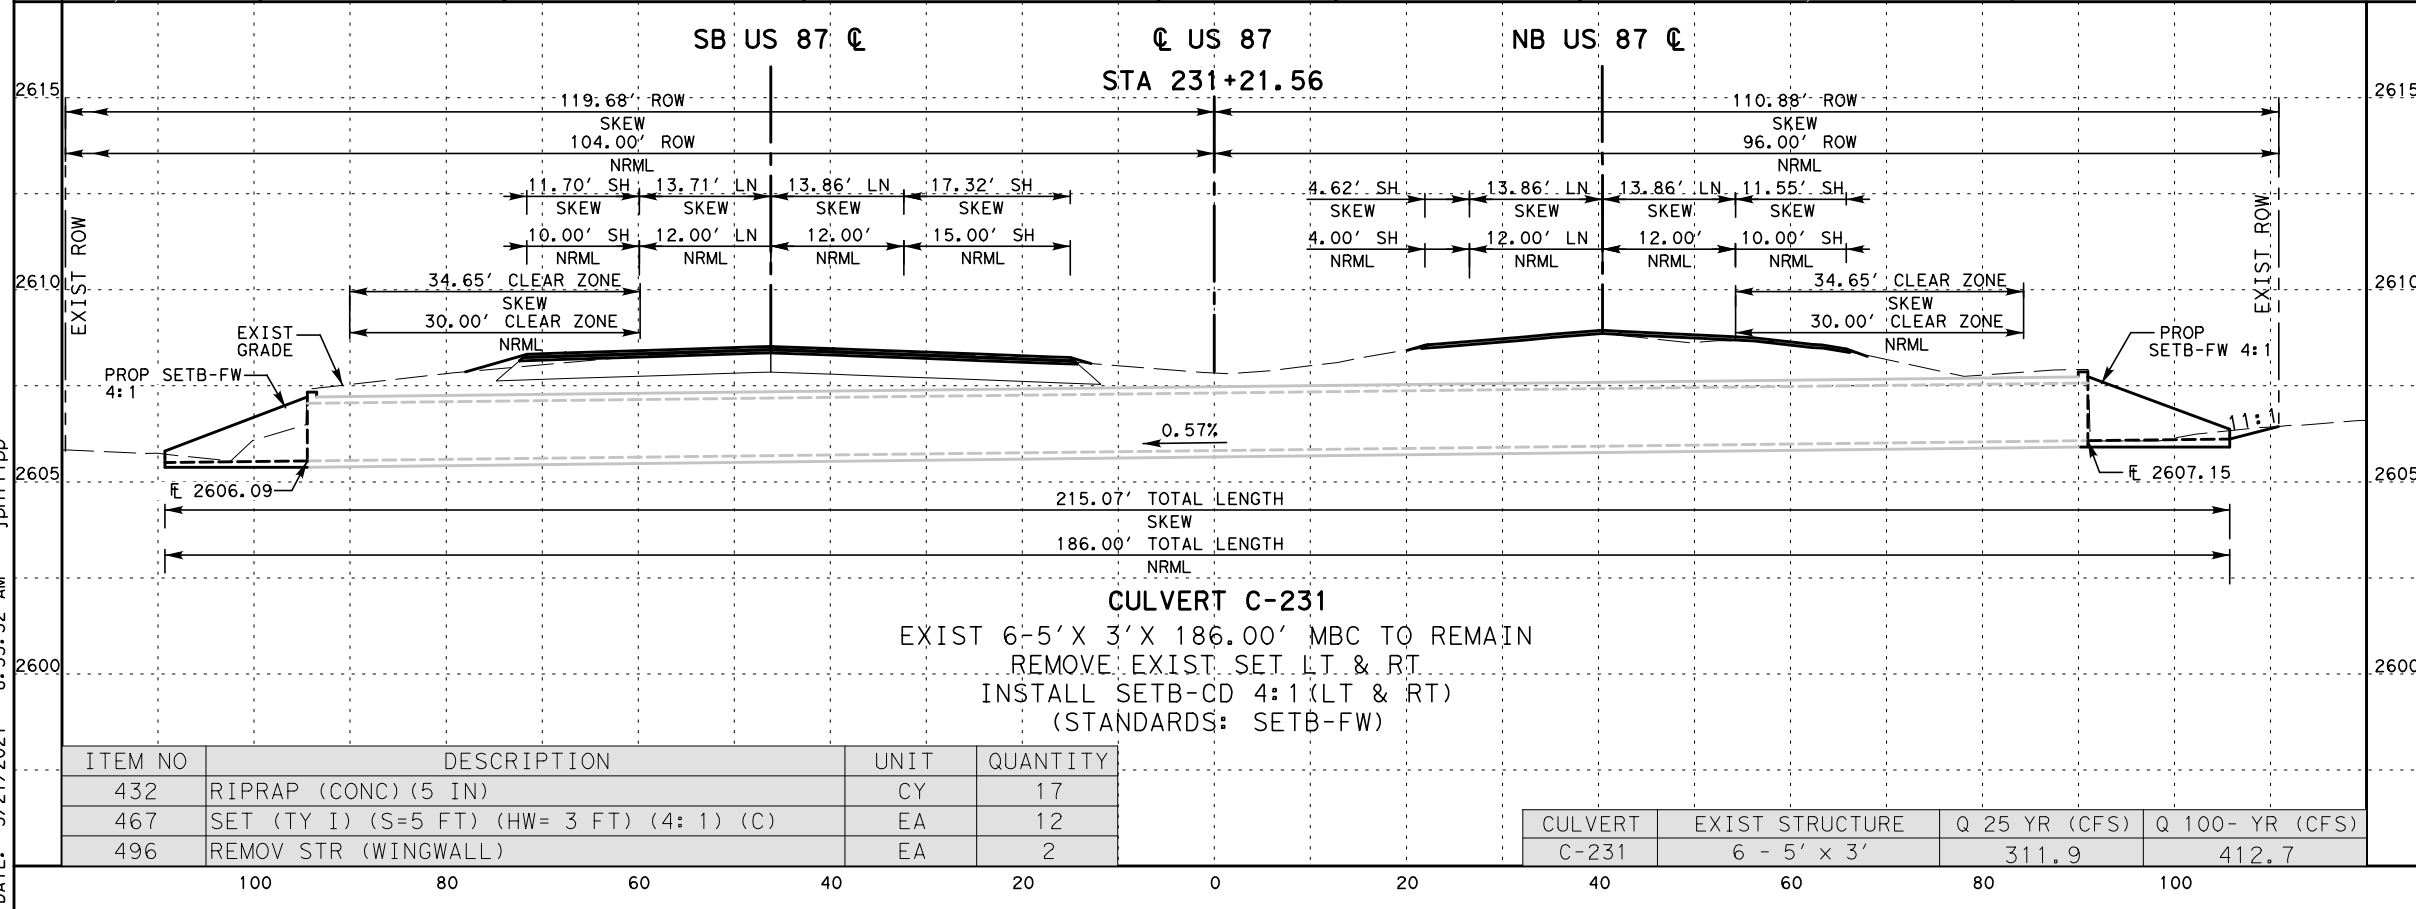 SB US 87 ℄
℄ US 87
NB US 87 ℄
STA 231+21.56
2615
2615
119.68' ROW
SKEW
110.88' ROW
SKEW
104.00' ROW
NRML
96.00' ROW
NRML
11.70' SH
SKEW
13.71' LN
SKEW
13.86' LN
SKEW
17.32' SH
SKEW
4.62' SH
SKEW
13.86' LN
SKEW
13.86' LN
SKEW
11.55' SH
SKEW
10.00' SH
NRML
12.00' LN
NRML
12.00'
NRML
15.00' SH
NRML
4.00' SH
NRML
12.00' LN
NRML
12.00'
NRML
10.00' SH
NRML
EXIST ROW
EXIST ROW
2610
2610
34.65' CLEAR ZONE
SKEW
30.00' CLEAR ZONE
NRML
34.65' CLEAR ZONE
SKEW
30.00' CLEAR ZONE
NRML
EXIST
GRADE
PROP SETB-FW
4:1
PROP
SETB-FW 4:1
11:1
0.57%
2605
2605
FL 2606.09
FL 2607.15
215.07' TOTAL LENGTH
SKEW
186.00' TOTAL LENGTH
NRML
CULVERT C-231
EXIST 6-5'X 3'X 186.00' MBC TO REMAIN
REMOVE EXIST SET LT & RT
INSTALL SETB-CD 4:1(LT & RT)
(STANDARDS: SETB-FW)
2600
2600
ITEM NO DESCRIPTION UNIT QUANTITY
432 RIPRAP (CONC)(5 IN) CY 17
467 SET (TY I) (S=5 FT) (HW= 3 FT) (4:1) (C) EA 12
496 REMOV STR (WINGWALL) EA 2
CULVERT EXIST STRUCTURE Q 25 YR (CFS) Q 100- YR (CFS)
C-231 6 - 5' x 3' 311.9 412.7
100 80 60 40 20 0 20 40 60 80 100